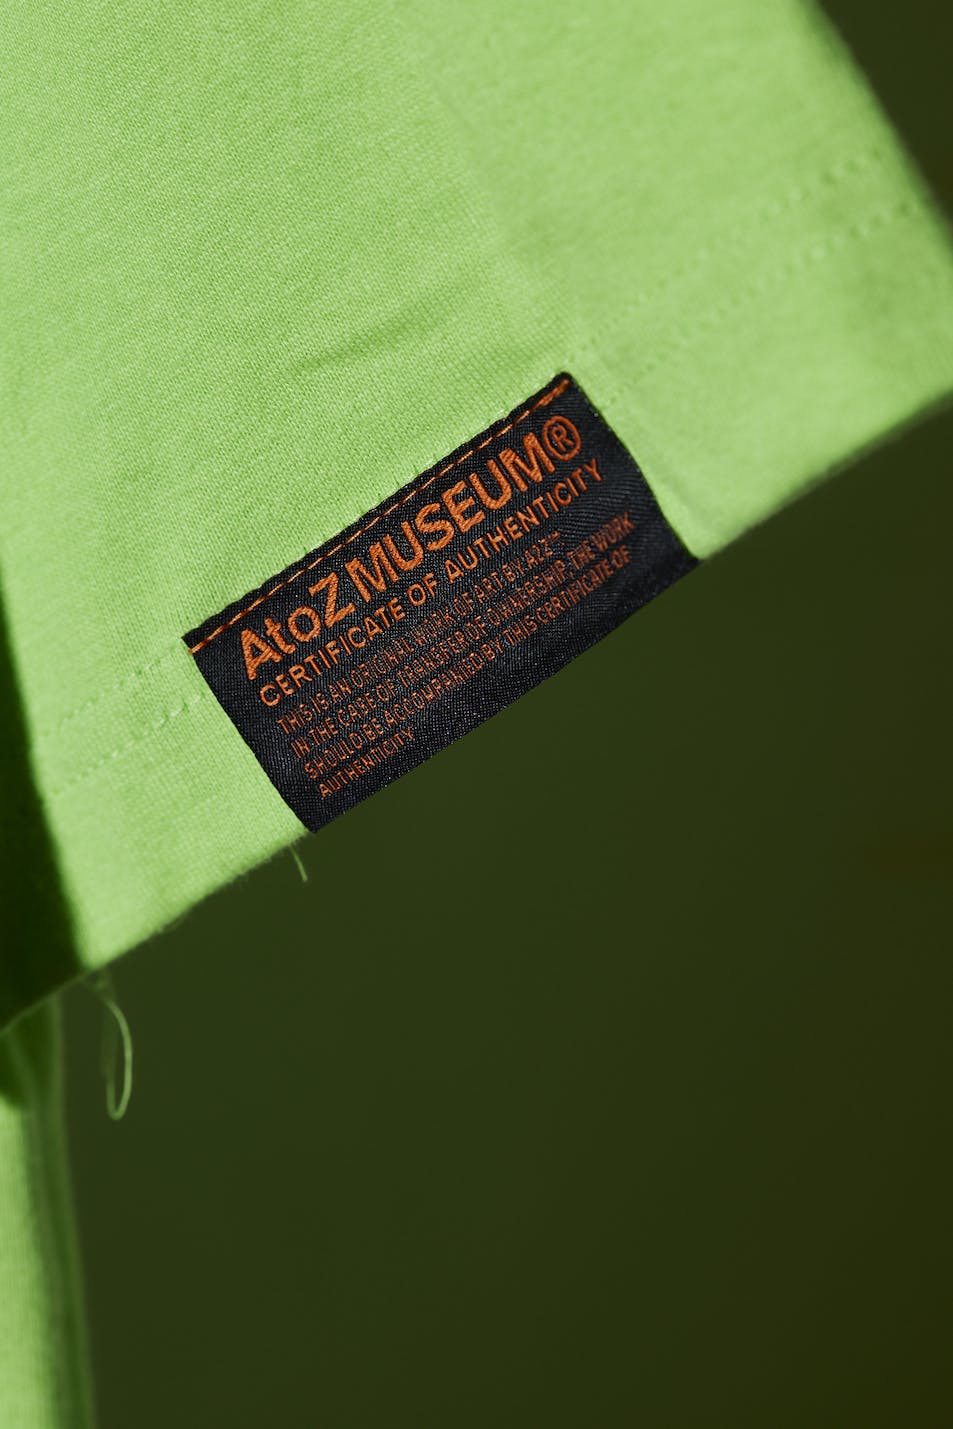 AtoZ MUSEUM®
CERTIFICATE OF AUTHENTICITY
THIS IS AN ORIGINAL WORK OF ART BY A2Z™
IN THE CASE OF TRANSFER OF OWNERSHIP THE WORK
SHOULD BE ACCOMPANIED BY THIS CERTIFICATE OF
AUTHENTICITY